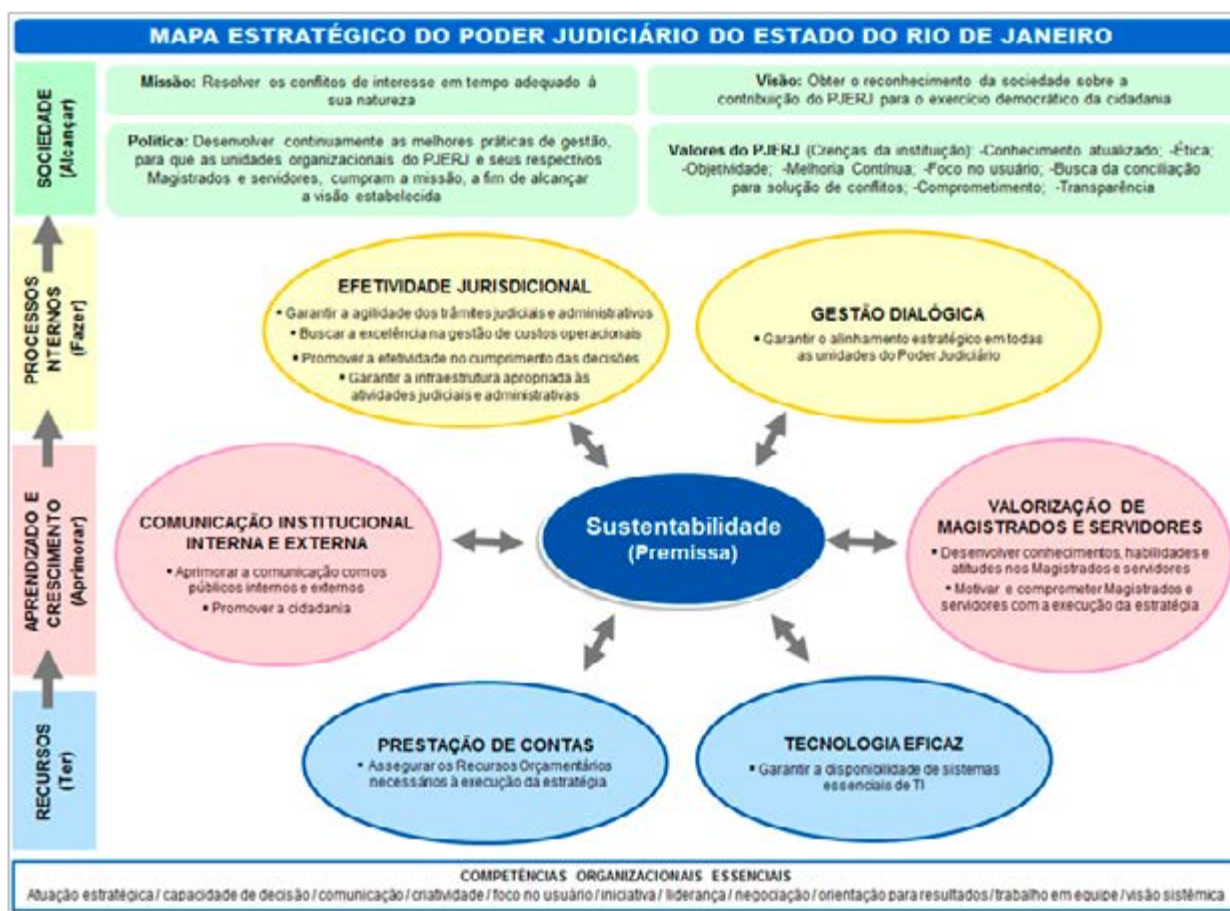 MAPA ESTRATÉGICO DO PODER JUDICIÁRIO DO ESTADO DO RIO DE JANEIRO
SOCIEDADE
(Alcançar)
Missão: Resolver os conflitos de interesse em tempo adequado à
sua natureza
Visão: Obter o reconhecimento da sociedade sobre a
contribuição do PJERJ para o exercício democrático da cidadania
Política: Desenvolver continuamente as melhores práticas de gestão,
para que as unidades organizacionais do PJERJ e seus respectivos
Magistrados e servidores, cumpram a missão, a fim de alcançar
a visão estabelecida
Valores do PJERJ (Crenças da instituição): -Conhecimento atualizado; -Ética;
-Objetividade; -Melhoria Contínua; -Foco no usuário; -Busca da conciliação
para solução de conflitos; -Comprometimento; -Transparência
PROCESSOS
INTERNOS
(Fazer)
EFETIVIDADE JURISDICIONAL
▪ Garantir a agilidade dos trâmites judiciais e administrativos
▪ Buscar a excelência na gestão de custos operacionais
▪ Promover a efetividade no cumprimento das decisões
▪ Garantir a infraestrutura apropriada às
atividades judiciais e administrativas
GESTÃO DIALÓGICA
▪ Garantir o alinhamento estratégico em todas
as unidades do Poder Judiciário
APRENDIZADO E
CRESCIMENTO
(Aprimorar)
COMUNICAÇÃO INSTITUCIONAL
INTERNA E EXTERNA
▪ Aprimorar a comunicação com os
públicos internos e externos
▪ Promover a cidadania
Sustentabilidade
(Premissa)
VALORIZAÇÃO DE
MAGISTRADOS E SERVIDORES
▪ Desenvolver conhecimentos, habilidades e
atitudes nos Magistrados e servidores
▪ Motivar e comprometer Magistrados e
servidores com a execução da estratégia
RECURSOS
(Ter)
PRESTAÇÃO DE CONTAS
▪ Assegurar os Recursos Orçamentários
necessários à execução da estratégia
TECNOLOGIA EFICAZ
▪ Garantir a disponibilidade de sistemas
essenciais de TI
COMPETÊNCIAS ORGANIZACIONAIS ESSENCIAIS
Atuação estratégica / capacidade de decisão / comunicação / criatividade / foco no usuário / iniciativa / liderança / negociação / orientação para resultados / trabalho em equipe / visão sistêmica